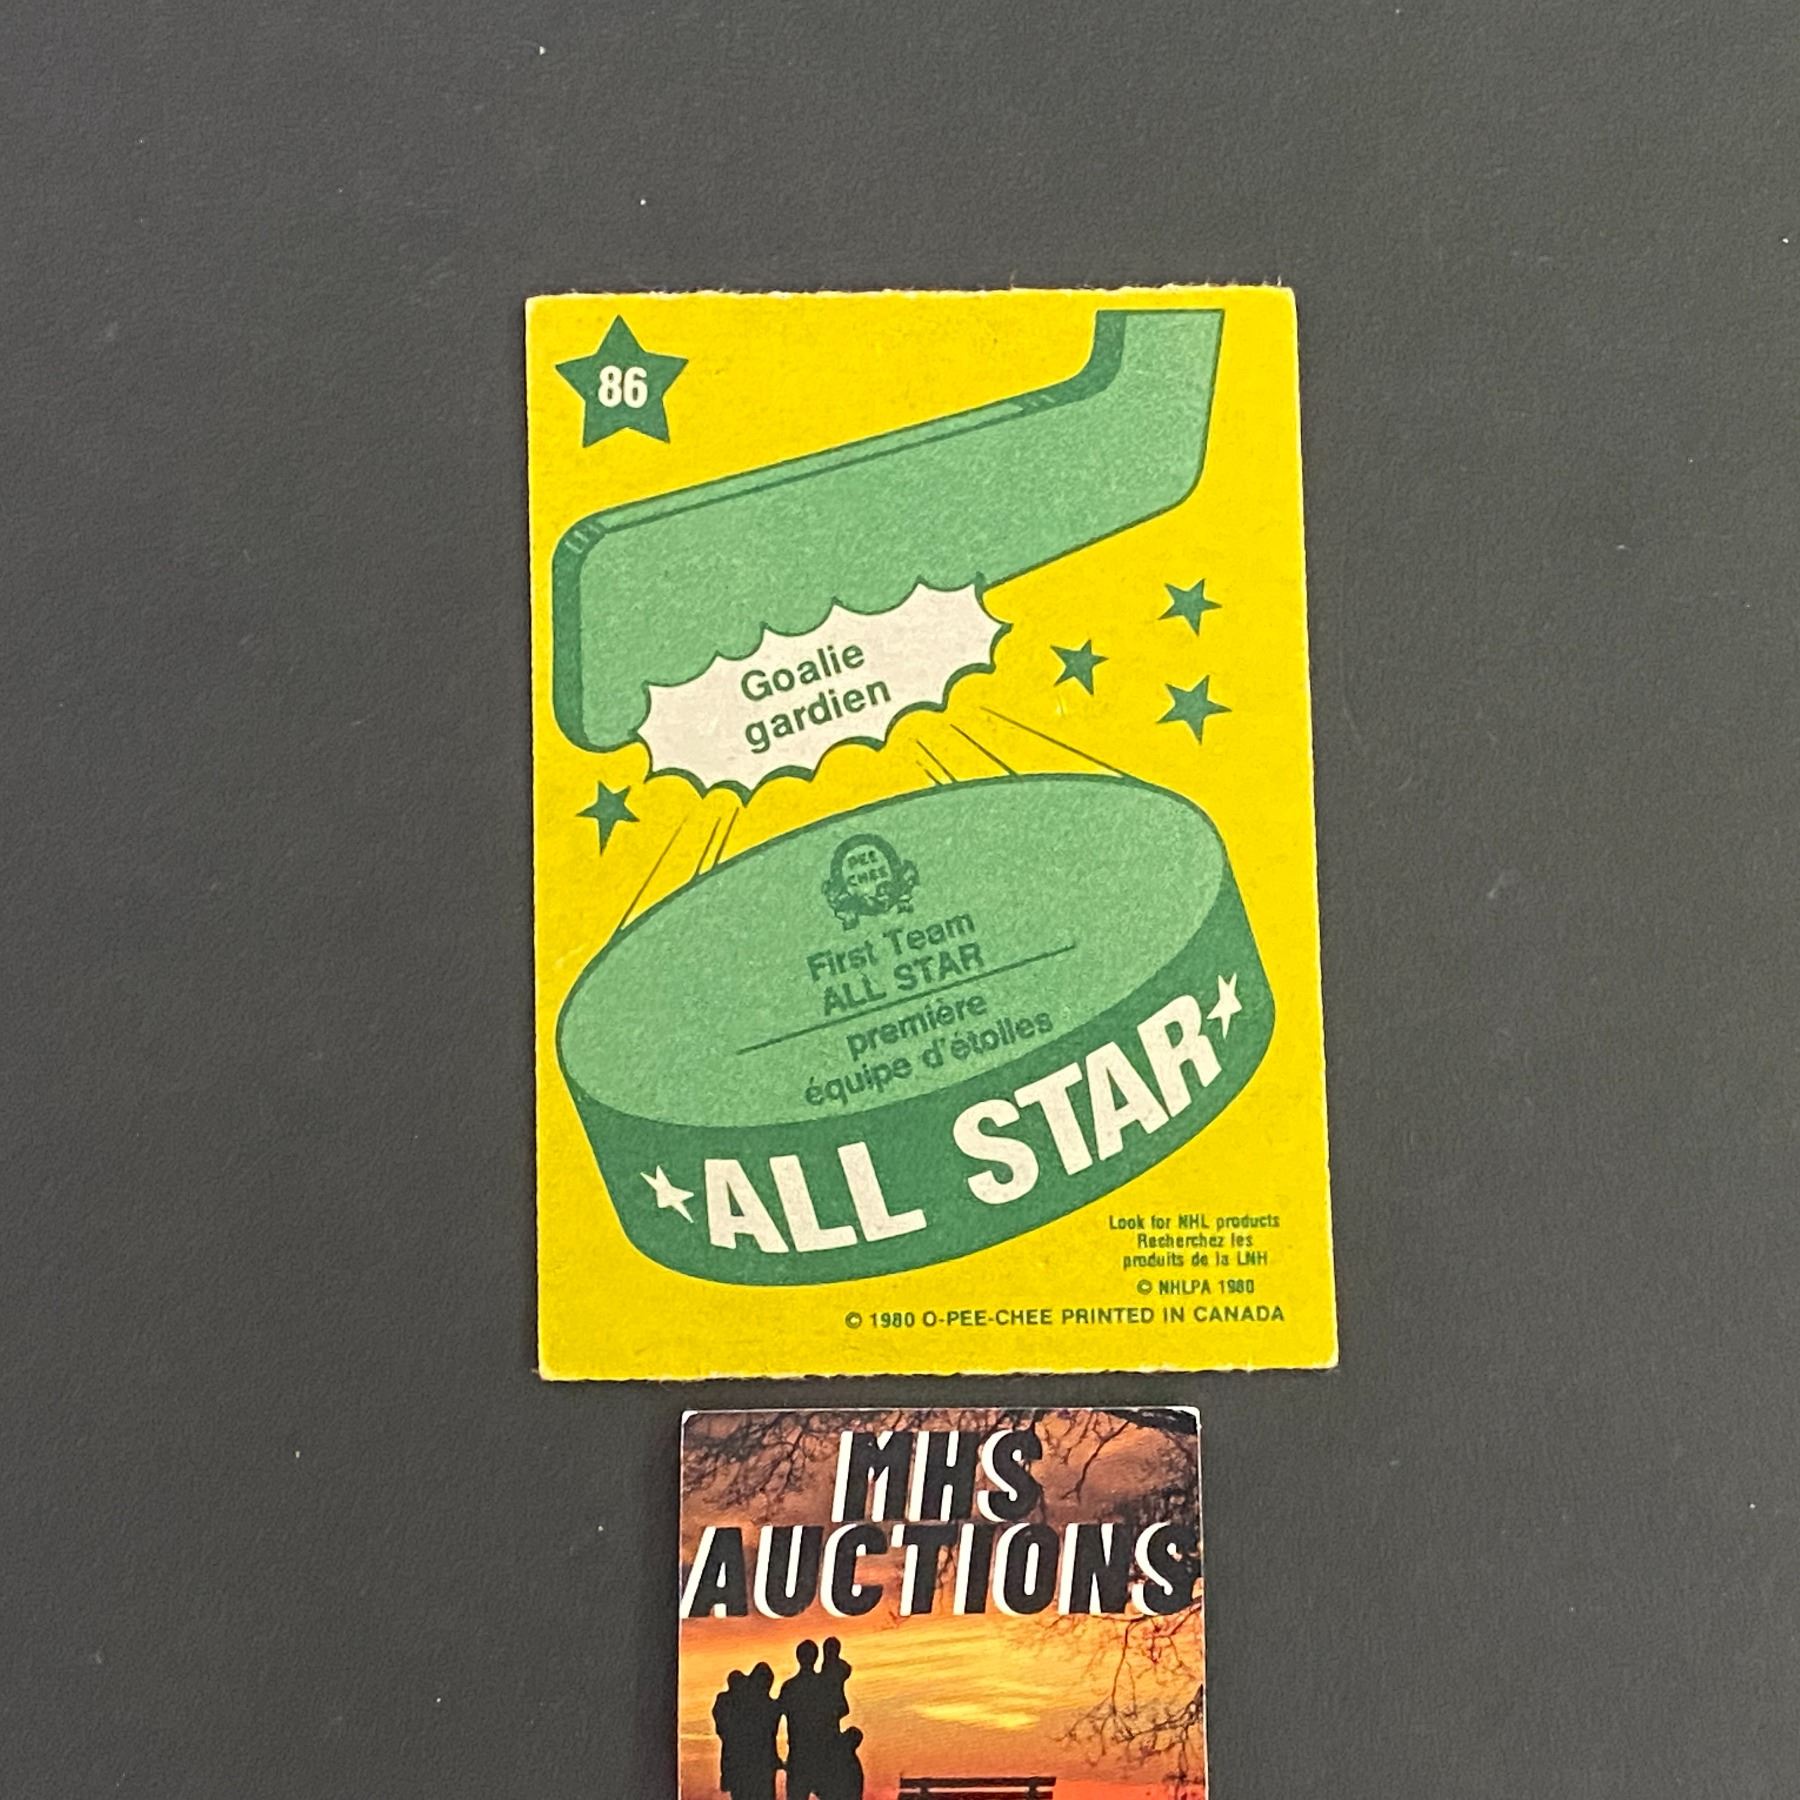 86
Goalie
gardien
PEE
CHEE
First Team
ALL STAR
première
équipe d'étoiles
ALL STAR
Look for NHL products
Recherchez les
produits de la LNH
© NHLPA 1980
© 1980 O-PEE-CHEE PRINTED IN CANADA
MHS
AUCTIONS